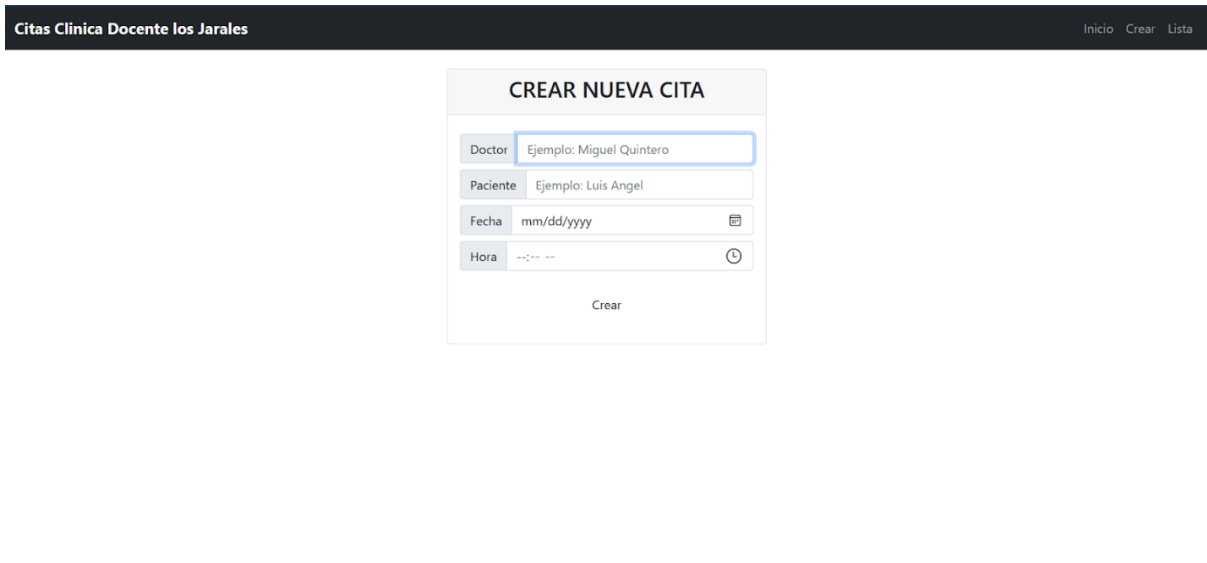 Citas Clinica Docente los Jarales
Inicio Crear Lista
CREAR NUEVA CITA
Doctor Ejemplo: Miguel Quintero
Paciente Ejemplo: Luis Angel
Fecha mm/dd/yyyy
Hora --:-- --
Crear